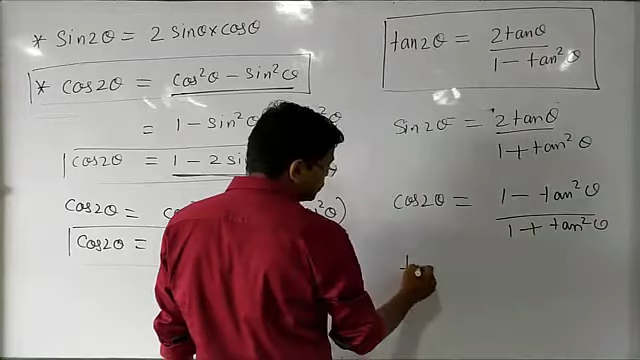 * Sin2θ = 2 sinθ×cosθ
* cos2θ = cos²θ - sin²θ
= 1 - sin²θ
cos2θ = 1 - 2 si
cos2θ =
cos2θ =
tan2θ = 2tanθ
1 - tan²θ
Sin2θ = 2tanθ
1 + tan²θ
cos2θ = 1 - tan²θ
1 + tan²θ